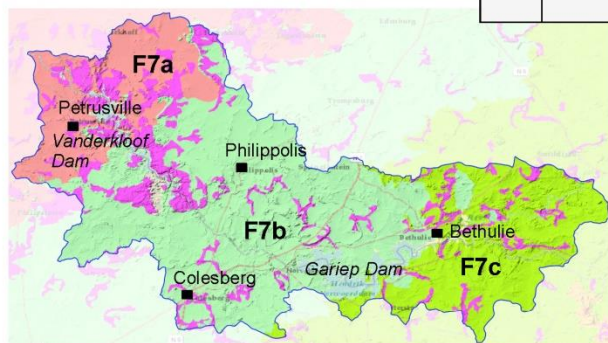 F7a
Petrusville
Vanderkloof
Dam
Philippolis
F7b
Bethulie
F7c
Gariep Dam
Colesberg